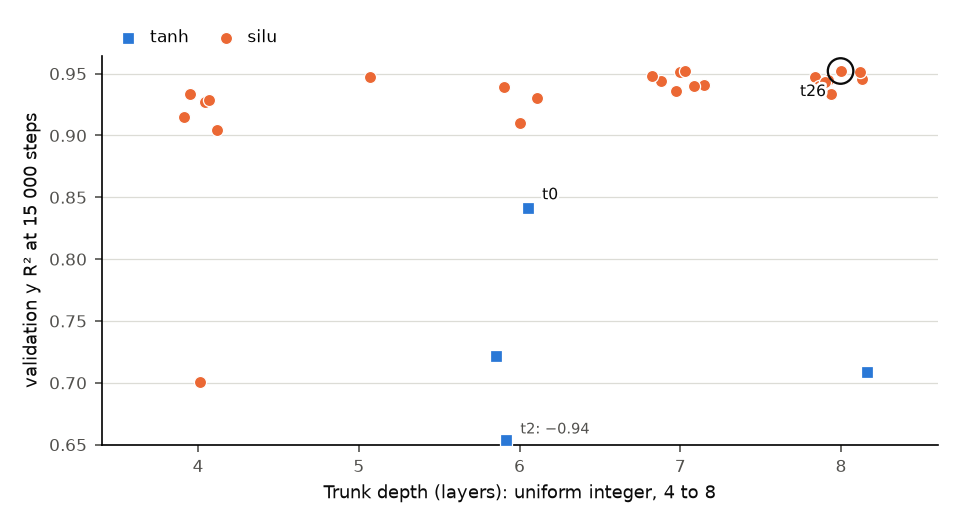 tanh silu
validation y R² at 15 000 steps
0.95
0.90
0.85
0.80
0.75
0.70
0.65
t26
t0
t2: −0.94
4 5 6 7 8
Trunk depth (layers): uniform integer, 4 to 8